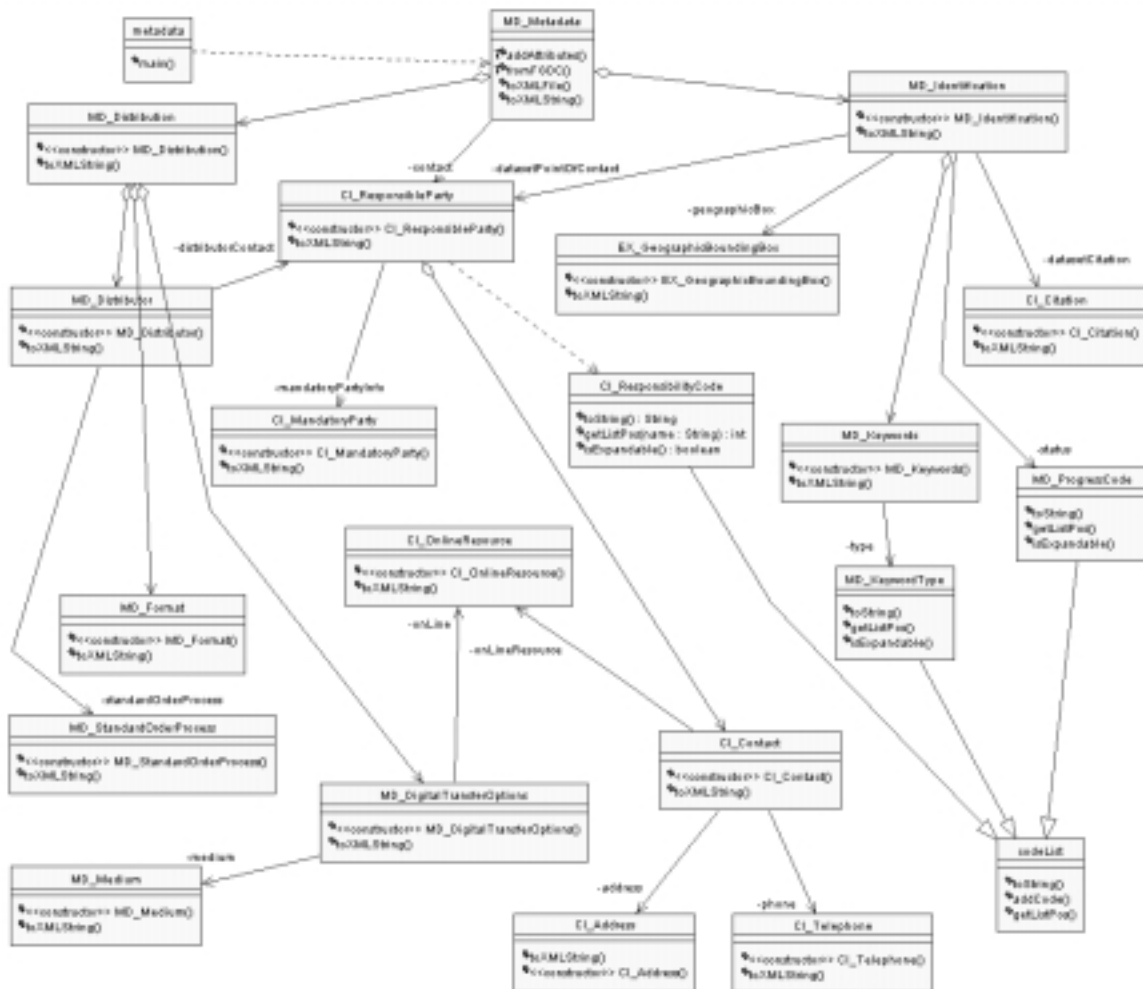 metadata
main()
MD_Metadata
addAttributes()
fromFGDC()
toXMLFile()
toXMLString()
MD_Identification
<<constructor>> MD_Identification()
toXMLString()
MD_Distribution
<<constructor>> MD_Distribution()
toXMLString()
-contact
-datasetPointOfContact
CI_ResponsibleParty
<<constructor>> CI_ResponsibleParty()
toXMLString()
-geographicBox
-distributorContact
EX_GeographicBoundingBox
<<constructor>> EX_GeographicBoundingBox()
toXMLString()
-datasetCitation
CI_Citation
<<constructor>> CI_Citation()
toXMLString()
MD_Distributor
<<constructor>> MD_Distributor()
toXMLString()
-mandatoryPartyInfo
CI_MandatoryParty
<<constructor>> CI_MandatoryParty()
toXMLString()
CI_ResponsibilityCode
toString() : String
getListPos(name : String) : int
isExpandable() : boolean
MD_Keywords
<<constructor>> MD_Keywords()
toXMLString()
-status
MD_ProgressCode
toString()
getListPos()
isExpandable()
-type
MD_KeywordType
toString()
getListPos()
isExpandable()
CI_OnlineResource
<<constructor>> CI_OnlineResource()
toXMLString()
MD_Format
<<constructor>> MD_Format()
toXMLString()
-onLine
-onLineResource
-standardOrderProcess
MD_StandardOrderProcess
<<constructor>> MD_StandardOrderProcess()
toXMLString()
CI_Contact
<<constructor>> CI_Contact()
toXMLString()
MD_DigitalTransferOptions
<<constructor>> MD_DigitalTransferOptions()
toXMLString()
-medium
MD_Medium
<<constructor>> MD_Medium()
toXMLString()
codeList
toString()
addCode()
getListPos()
-address
-phone
CI_Address
toXMLString()
<<constructor>> CI_Address()
CI_Telephone
<<constructor>> CI_Telephone()
toXMLString()